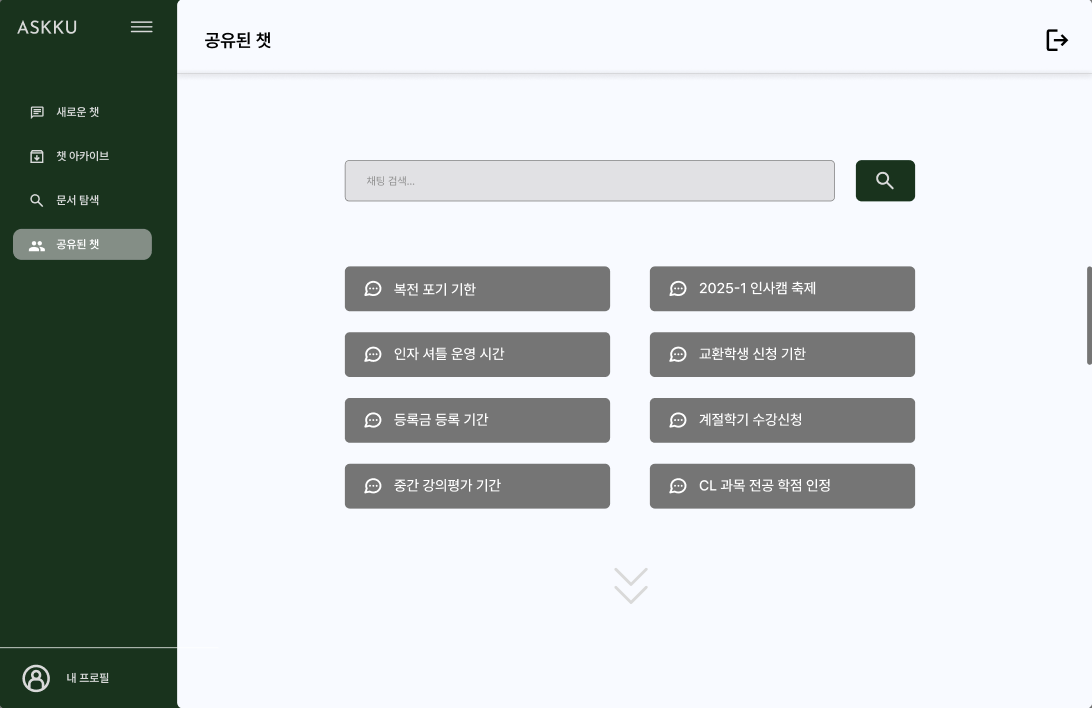 ASKKU
새로운 챗
챗 아카이브
문서 탐색
공유된 챗
내 프로필
공유된 챗
채팅 검색...
복전 포기 기한
2025-1 인사캠 축제
인자 셔틀 운영 시간
교환학생 신청 기한
등록금 등록 기간
계절학기 수강신청
중간 강의평가 기간
CL 과목 전공 학점 인정